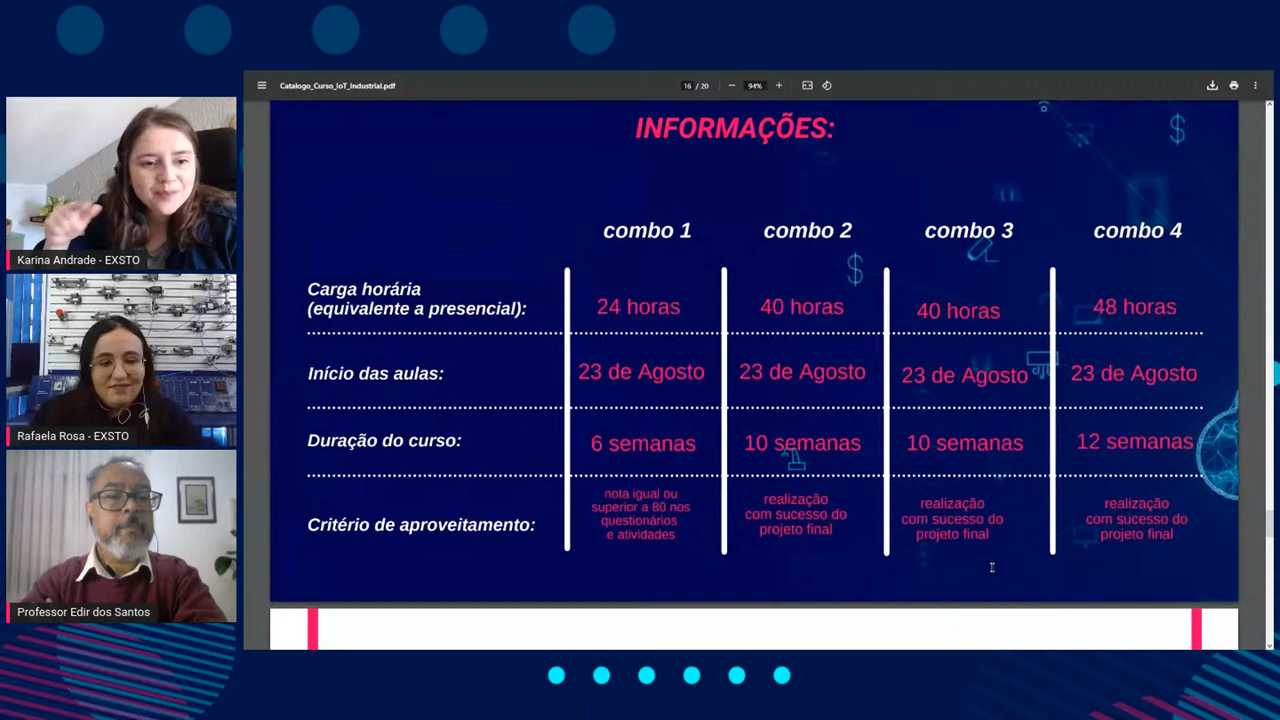 Catalogo_Curso_IoT_Industrial.pdf
16 / 20
94%
INFORMAÇÕES:
combo 1
combo 2
combo 3
combo 4
Carga horária
(equivalente a presencial):
24 horas
40 horas
40 horas
48 horas
Início das aulas:
23 de Agosto
23 de Agosto
23 de Agosto
23 de Agosto
Duração do curso:
6 semanas
10 semanas
10 semanas
12 semanas
Critério de aproveitamento:
nota igual ou
superior a 80 nos
questionários
e atividades
realização
com sucesso do
projeto final
realização
com sucesso do
projeto final
realização
com sucesso do
projeto final
Karina Andrade - EXSTO
Rafaela Rosa - EXSTO
Professor Edir dos Santos